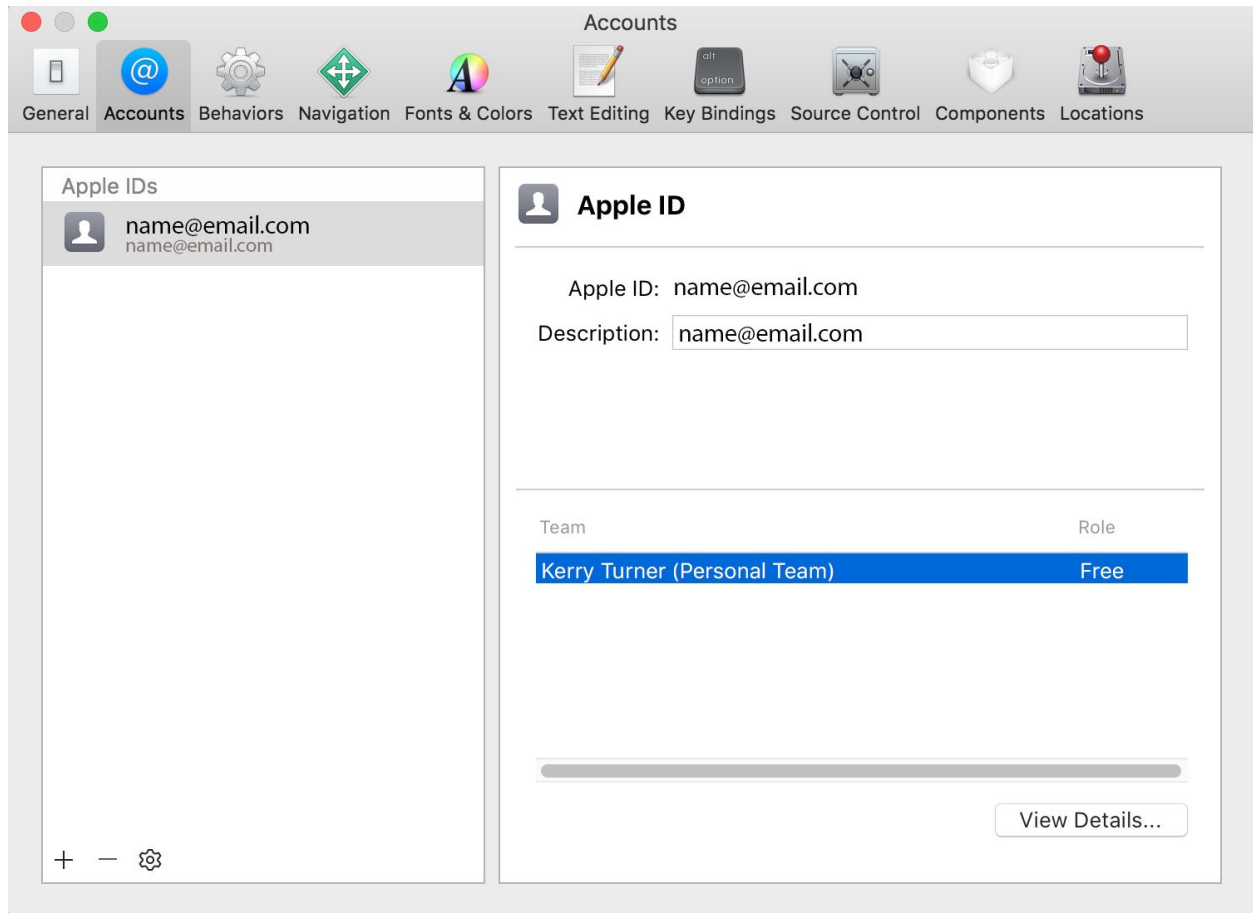 Accounts
alt
option
General Accounts Behaviors Navigation Fonts & Colors Text Editing Key Bindings Source Control Components Locations
Apple IDs
name@email.com
name@email.com
Apple ID
Apple ID: name@email.com
Description: name@email.com
Team Role
Kerry Turner (Personal Team) Free
View Details...